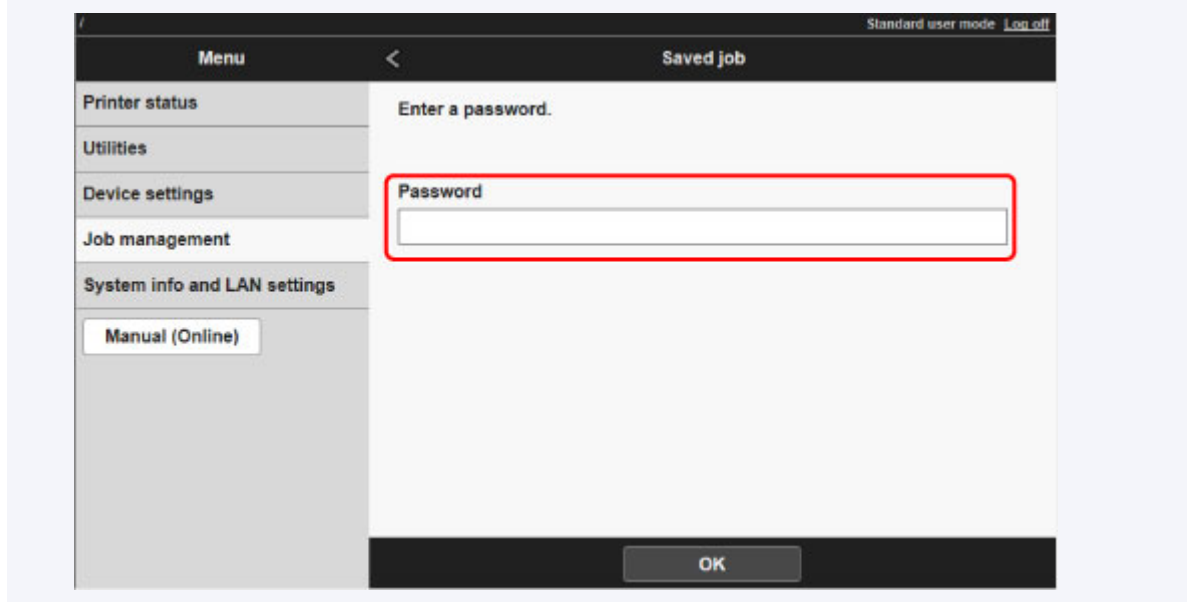 /
Standard user mode Log off
Menu
< Saved job
Printer status
Utilities
Device settings
Job management
System info and LAN settings
Manual (Online)
Enter a password.
Password
OK